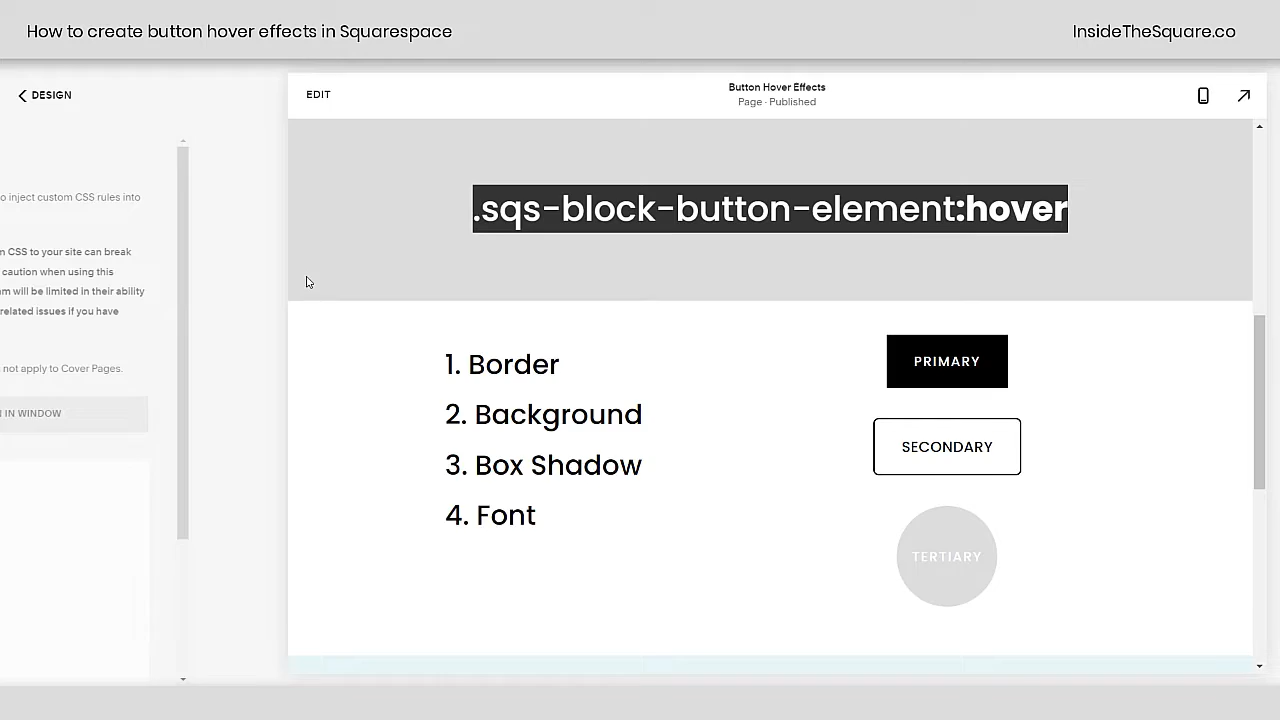 How to create button hover effects in Squarespace
InsideTheSquare.co
DESIGN
o inject custom CSS rules into
m CSS to your site can break
caution when using this
am will be limited in their ability
related issues if you have
not apply to Cover Pages.
IN WINDOW
EDIT
Button Hover Effects
Page · Published
.sqs-block-button-element:hover
1. Border
2. Background
3. Box Shadow
4. Font
PRIMARY
SECONDARY
TERTIARY